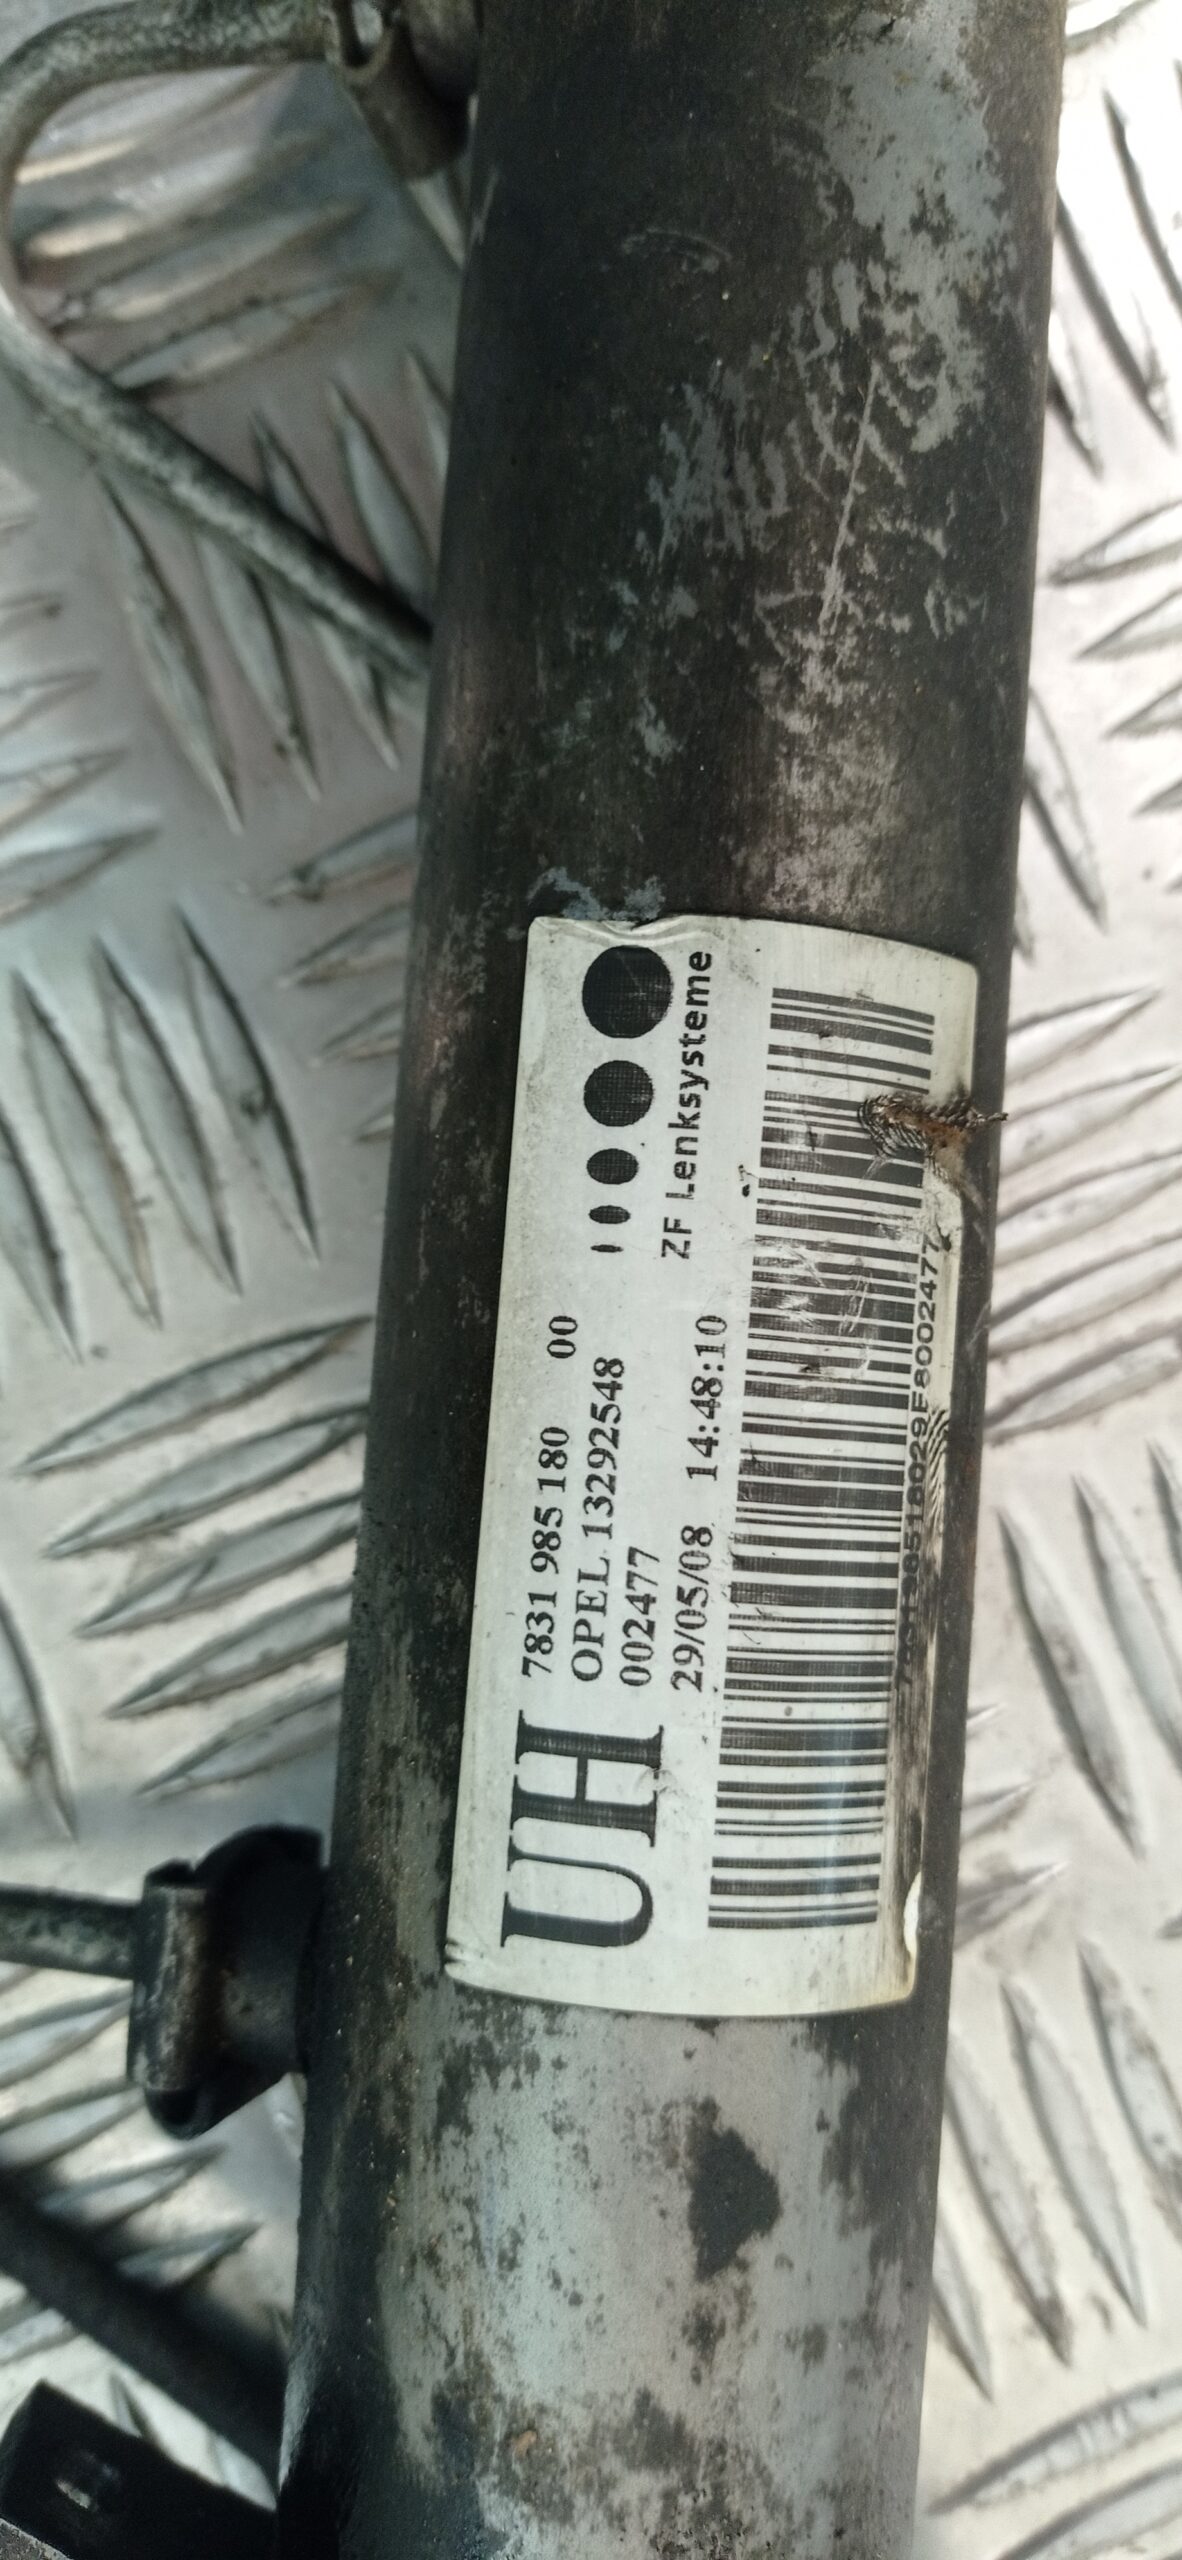 ZF Lenksysteme
UH
7831 985 180 00
OPEL 13292548
002477
29/05/08 14:48:10